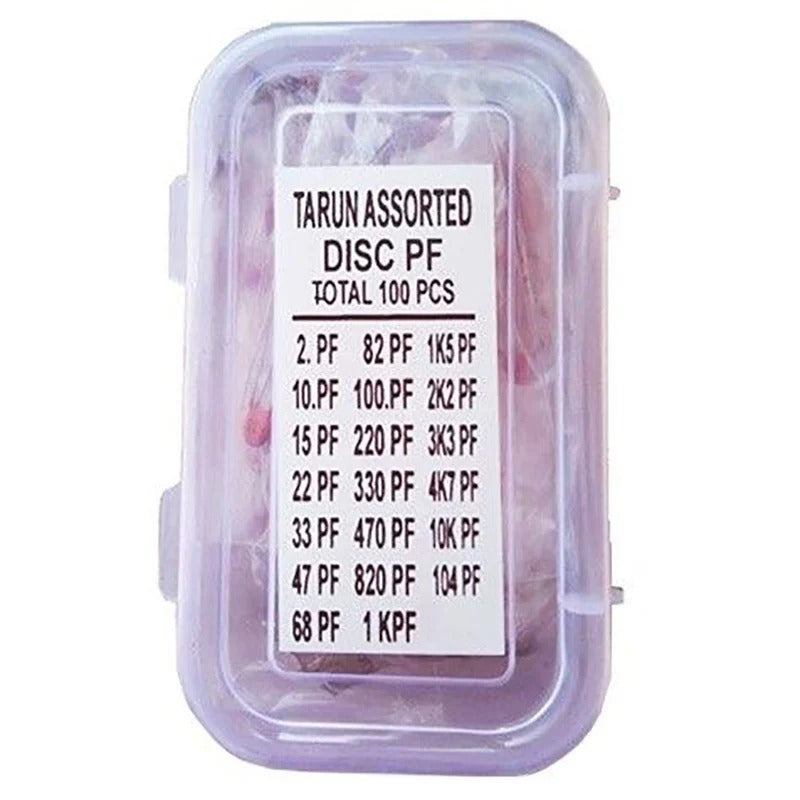 TARUN ASSORTED
DISC PF
TOTAL 100 PCS
2. PF 82 PF 1K5 PF
10.PF 100.PF 2K2 PF
15 PF 220 PF 3K3 PF
22 PF 330 PF 4K7 PF
33 PF 470 PF 10K PF
47 PF 820 PF 104 PF
68 PF 1 KPF